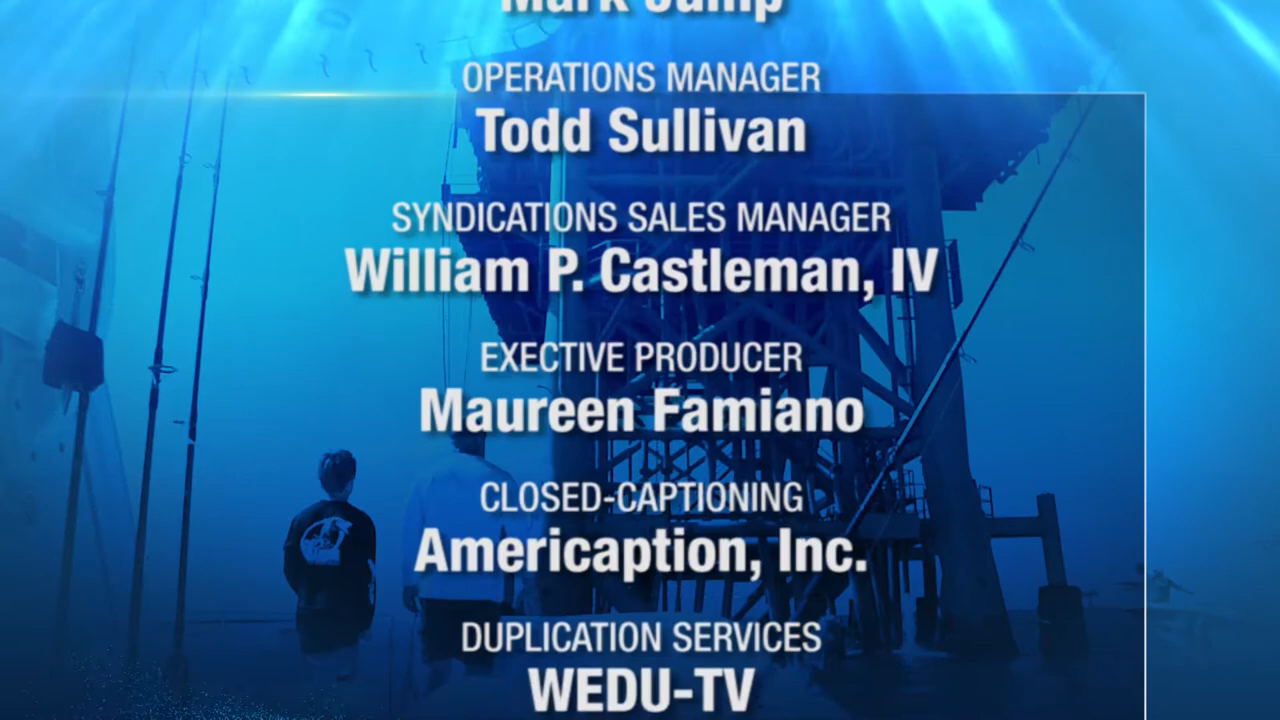 OPERATIONS MANAGER
Todd Sullivan
SYNDICATIONS SALES MANAGER
William P. Castleman, IV
EXECTIVE PRODUCER
Maureen Famiano
CLOSED-CAPTIONING
Americaption, Inc.
DUPLICATION SERVICES
WEDU-TV